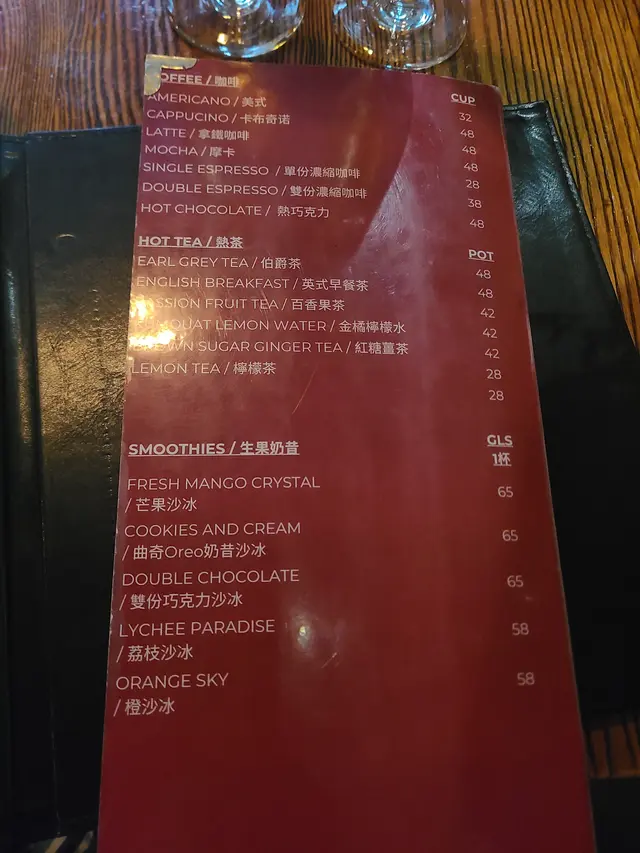 COFFEE / 咖啡 CUP
AMERICANO / 美式 32
CAPPUCINO / 卡布奇诺 48
LATTE / 拿鐵咖啡 48
MOCHA / 摩卡 48
SINGLE ESPRESSO / 單份濃縮咖啡 28
DOUBLE ESPRESSO / 雙份濃縮咖啡 38
HOT CHOCOLATE / 熱巧克力 48
HOT TEA / 熱茶 POT
EARL GREY TEA / 伯爵茶 48
ENGLISH BREAKFAST / 英式早餐茶 48
PASSION FRUIT TEA / 百香果茶 42
KUMQUAT LEMON WATER / 金橘檸檬水 42
BROWN SUGAR GINGER TEA / 紅糖薑茶 42
LEMON TEA / 檸檬茶 28
28
SMOOTHIES / 生果奶昔 GLS
1杯
FRESH MANGO CRYSTAL 65
/ 芒果沙冰
COOKIES AND CREAM 65
/ 曲奇Oreo奶昔沙冰
DOUBLE CHOCOLATE 65
/ 雙份巧克力沙冰
LYCHEE PARADISE 58
/ 荔枝沙冰
ORANGE SKY 58
/ 橙沙冰